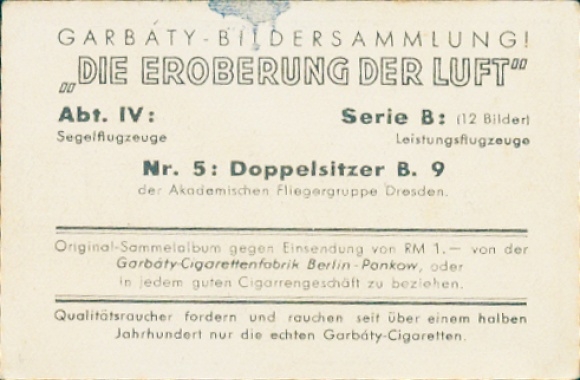 GARBÁTY-BILDERSAMMLUNG!
„DIE EROBERUNG DER LUFT“
Abt. IV: Serie B: (12 Bilder)
Segelflugzeuge Leistungsflugzeuge
Nr. 5: Doppelsitzer B. 9
der Akademischen Fliegergruppe Dresden.
Original-Sammelalbum gegen Einsendung von RM 1.— von der
Garbáty-Cigarettenfabrik Berlin-Pankow, oder
in jedem guten Cigarrengeschäft zu beziehen.
Qualitätsraucher fordern und rauchen seit über einem halben
Jahrhundert nur die echten Garbáty-Cigaretten.